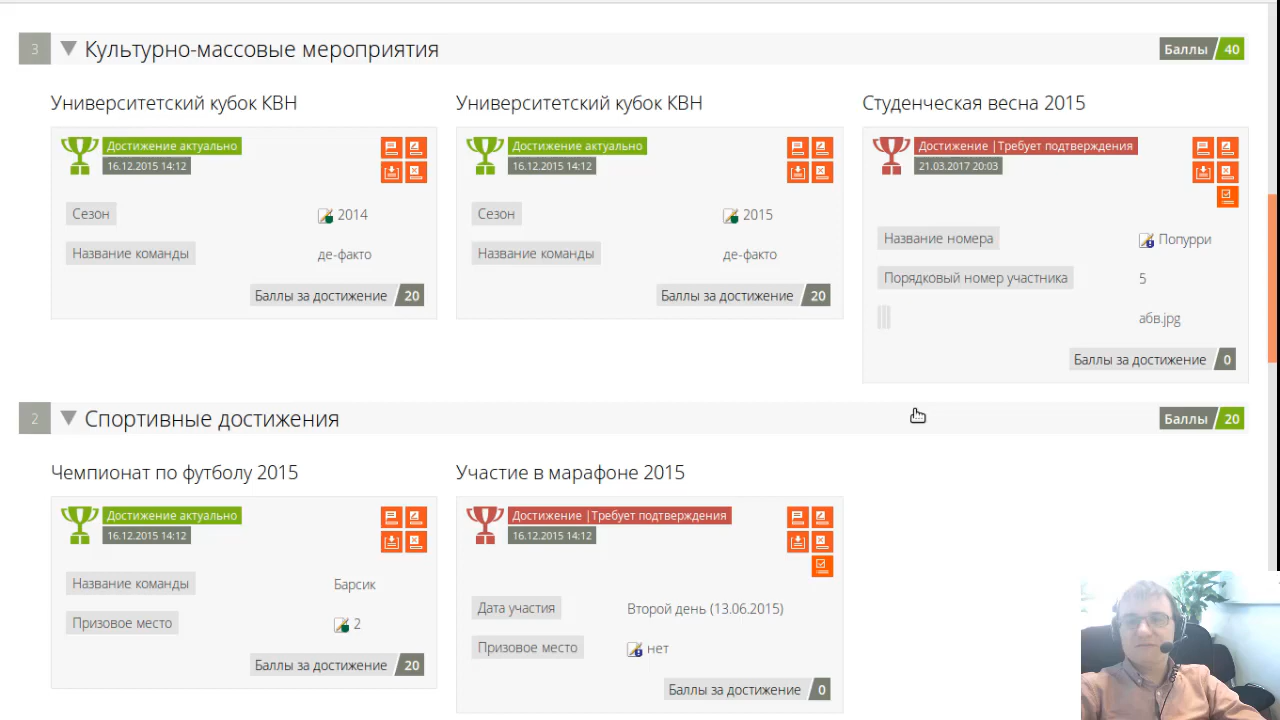 3 Культурно-массовые мероприятия Баллы 40
Университетский кубок КВН
Достижение актуально
16.12.2015 14:12
Сезон 2014
Название команды де-факто
Баллы за достижение 20
Университетский кубок КВН
Достижение актуально
16.12.2015 14:12
Сезон 2015
Название команды де-факто
Баллы за достижение 20
Студенческая весна 2015
Достижение |Требует подтверждения
21.03.2017 20:03
Название номера Попурри
Порядковый номер участника 5
абв.jpg
Баллы за достижение 0
2 Спортивные достижения Баллы 20
Чемпионат по футболу 2015
Достижение актуально
16.12.2015 14:12
Название команды Барсик
Призовое место 2
Баллы за достижение 20
Участие в марафоне 2015
Достижение |Требует подтверждения
16.12.2015 14:12
Дата участия Второй день (13.06.2015)
Призовое место нет
Баллы за достижение 0